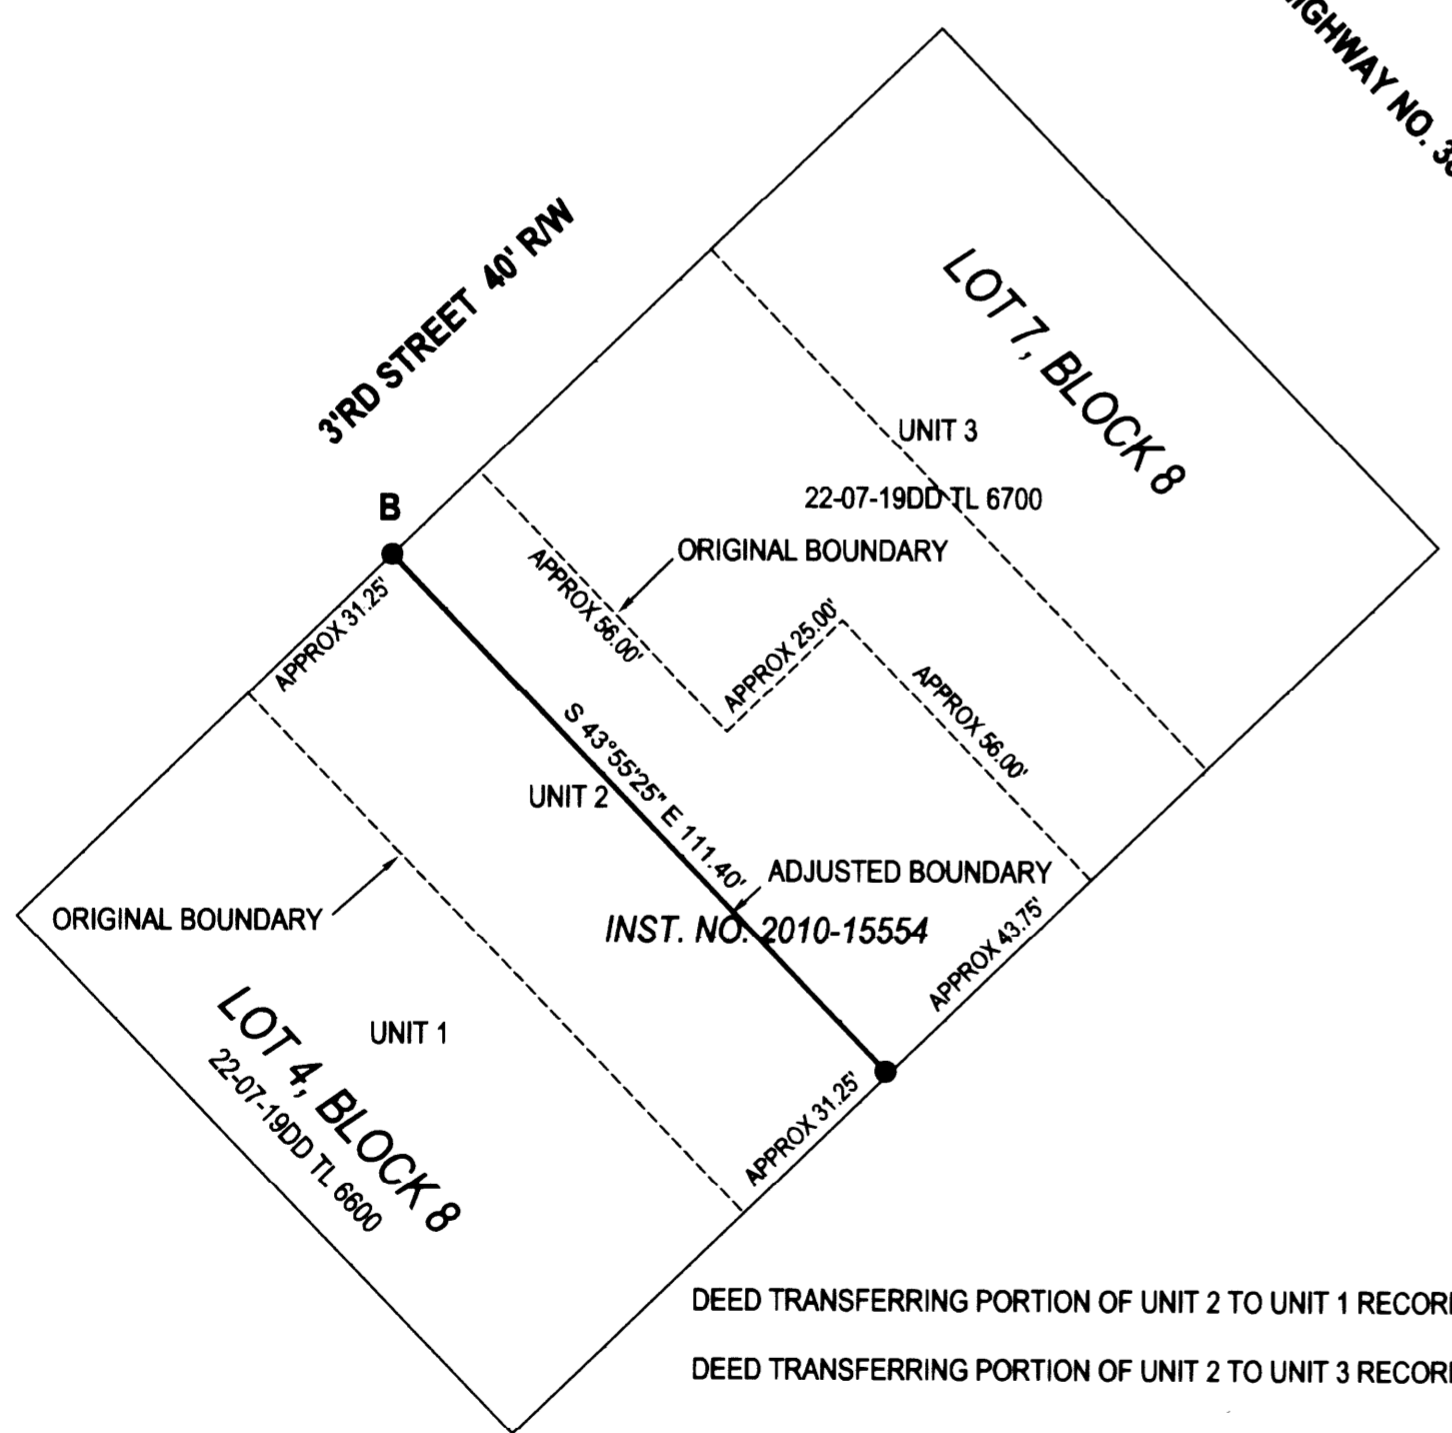 HIGHWAY NO.
3'RD STREET 40' R/W
LOT 7, BLOCK 8
UNIT 3
22-07-19DD TL 6700
B
ORIGINAL BOUNDARY
APPROX 56.00'
APPROX 31.25'
APPROX 25.00'
APPROX 56.00'
S 43°55'25" E 111.40'
UNIT 2
ADJUSTED BOUNDARY
ORIGINAL BOUNDARY
INST. NO. 2010-15554
APPROX 43.75'
LOT 4, BLOCK 8
UNIT 1
22-07-19DD TL 6600
APPROX 31.25'
DEED TRANSFERRING PORTION OF UNIT 2 TO UNIT 1
DEED TRANSFERRING PORTION OF UNIT 2 TO UNIT 3